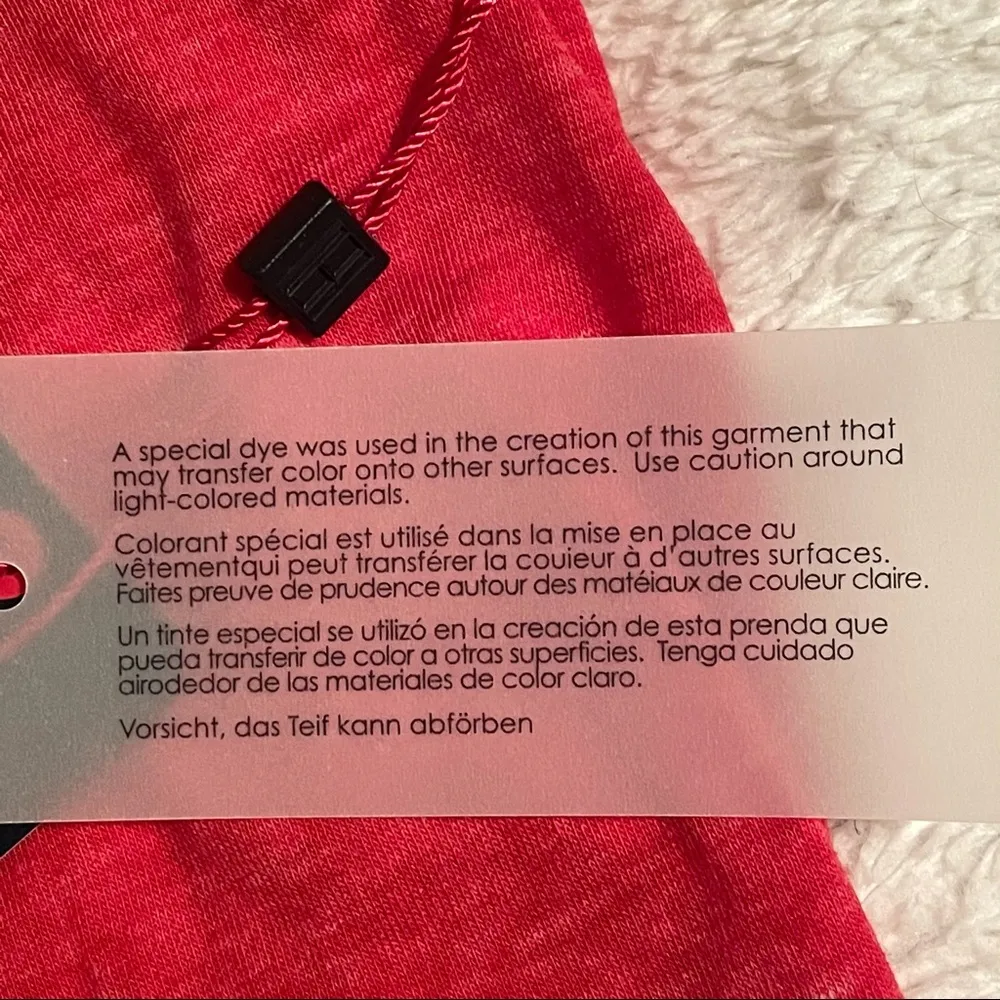 A special dye was used in the creation of this garment that
may transfer color onto other surfaces. Use caution around
light-colored materials.
Colorant spécial est utilisé dans la mise en place au
vêtementqui peut transférer la couieur à d'autres surfaces.
Faites preuve de prudence autour des matéiaux de couleur claire.
Un tinte especial se utilizó en la creación de esta prenda que
pueda transferir de color a otras superficies. Tenga cuidado
airododor de las materiales de color claro.
Vorsicht, das Teif kann abförben